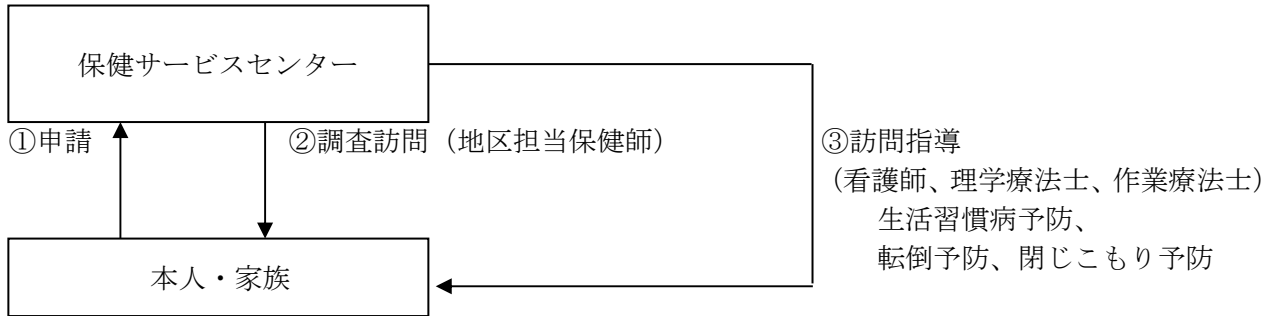 保健サービスセンター
①申請
②調査訪問（地区担当保健師）
③訪問指導
（看護師、理学療法士、作業療法士）
生活習慣病予防、
転倒予防、閉じこもり予防
本人・家族